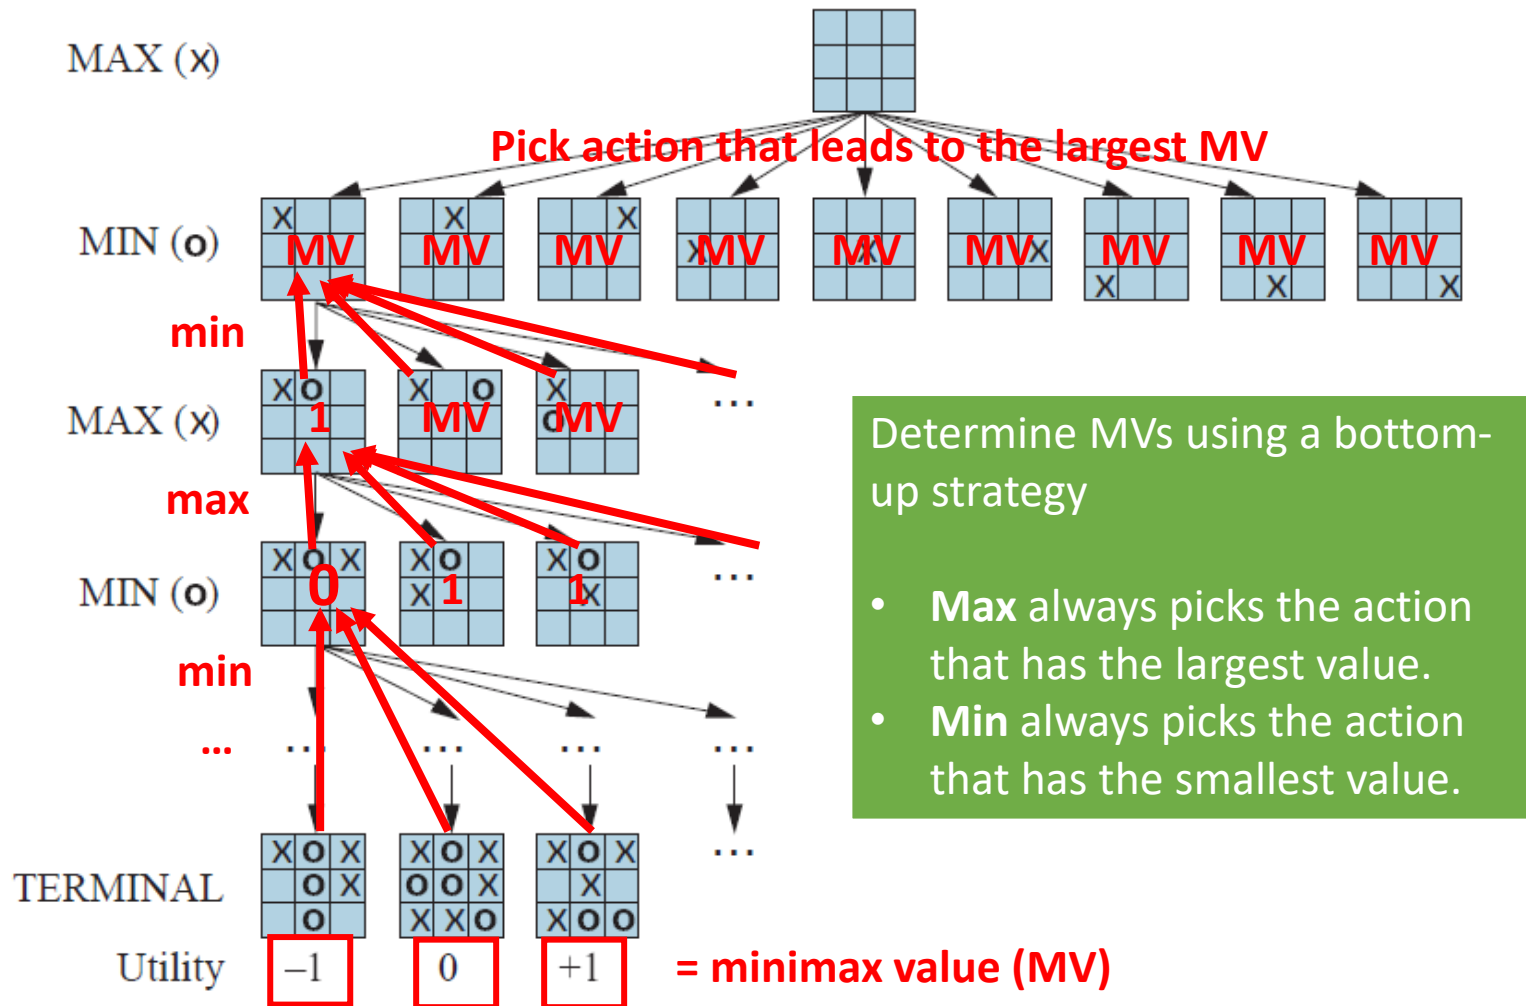 MAX (x)
Pick action that leads to the largest MV
MIN (o)
X X X X X X X X X
MV MV MV MV MV MV MV MV MV
min
MAX (x)
X O X O X
O
1 MV MV ...
max
MIN (o)
X O X X O X O
X X
0 1 1 ...
min
... ... ... ... ...
TERMINAL
X O X X O X X O X
O X O O X X
O X X O X O O
...
Utility –1 0 +1 = minimax value (MV)
Determine MVs using a bottom-
up strategy
• Max always picks the action
that has the largest value.
• Min always picks the action
that has the smallest value.